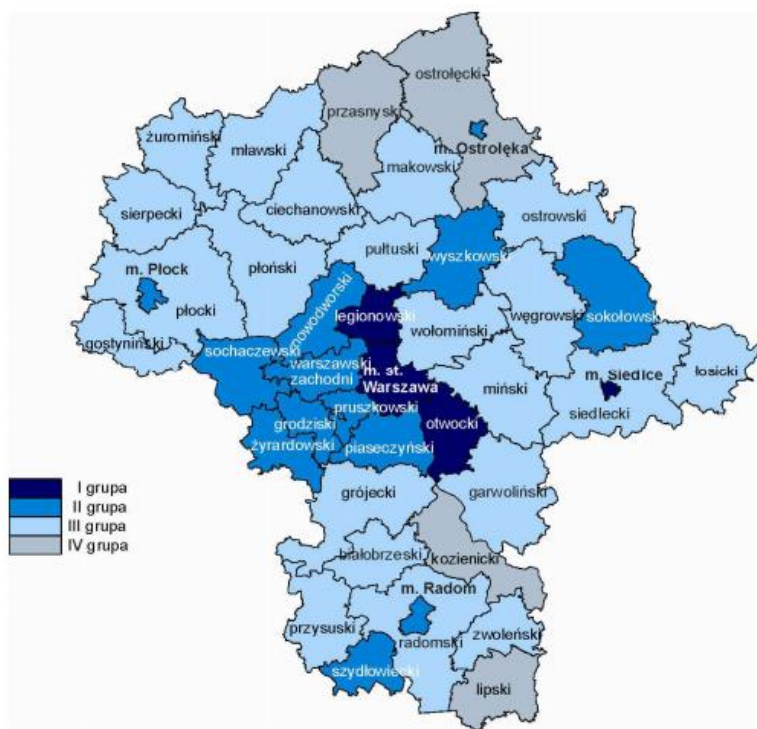 ostrołęcki
przasnyski
m. Ostrołęka
żuromiński
mławski
makowski
ciechanowski
sierpecki
ostrowski
pułtuski
wyszkowski
płoński
m. Płock
płocki
nowodworski
legionowski
wołomiński
węgrowski
sokołowsk
gostyniński
sochaczewski
warszawski
zachodni
m. st.
Warszawa
m. Siedlce
łosicki
miński
siedlecki
pruszkowski
otwocki
grodziski
żyrardowski
piaseczyński
grójecki
garwoliński
I grupa
II grupa
III grupa
IV grupa
białobrzeski
kozienicki
m. Radom
przysuski
zwoleński
radomski
szydłowiecki
lipski